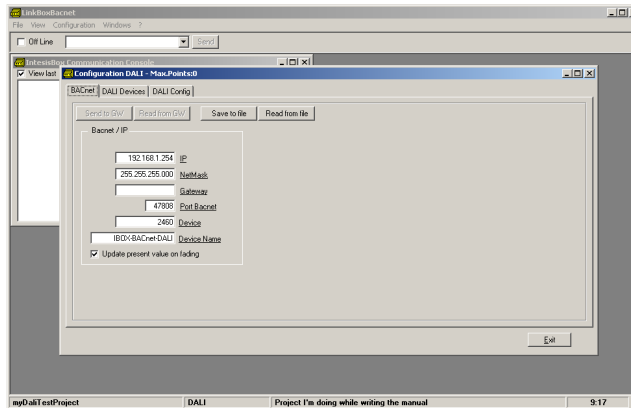 LinkBoxBacnet
File View Configuration Windows ?
Off Line Send
IntesisBox Communication Console
View last
Configuration DALI - Max.Points:0
BACnet DALI Devices DALI Config
Send to GW Read from GW Save to file Read from file
Bacnet / IP
192.168.1.254 IP
255.255.255.000 NetMask
Gateway
47808 Port Bacnet
2460 Device
IBOX-BACnet-DALI Device Name
Update present value on fading
Exit
myDaliTestProject DALI Project I'm doing while writing the manual 9:17